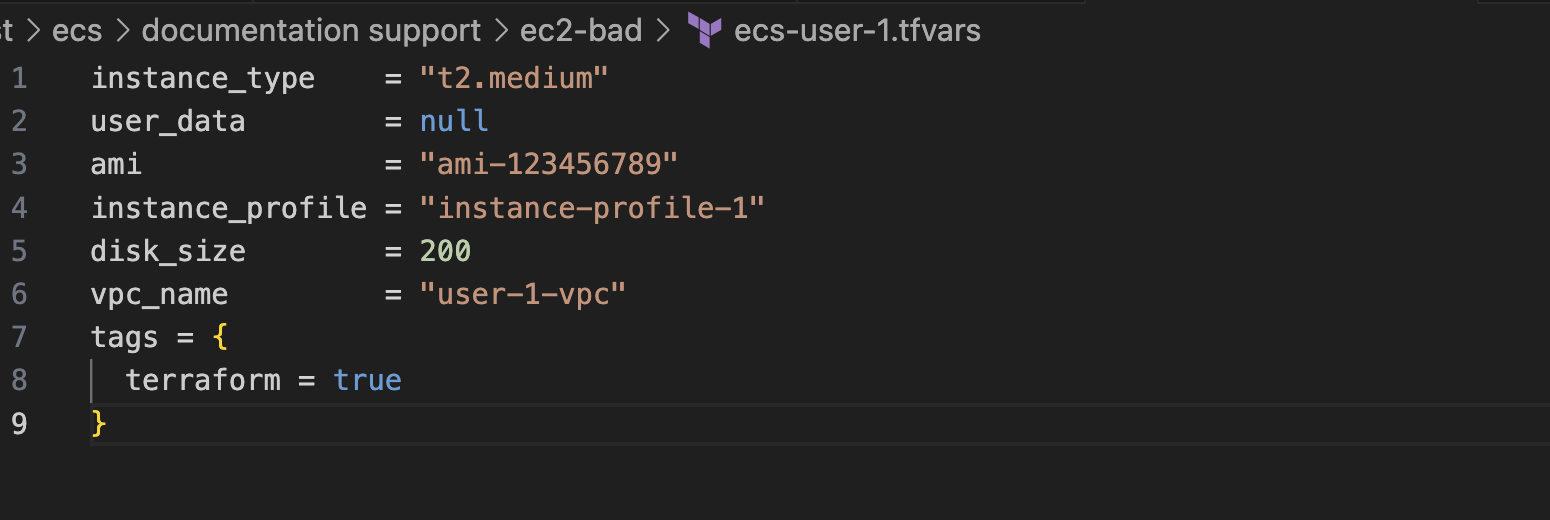 t > ecs > documentation support > ec2-bad > ecs-user-1.tfvars
1 instance_type = "t2.medium"
2 user_data = null
3 ami = "ami-123456789"
4 instance_profile = "instance-profile-1"
5 disk_size = 200
6 vpc_name = "user-1-vpc"
7 tags = {
8 terraform = true
9 }